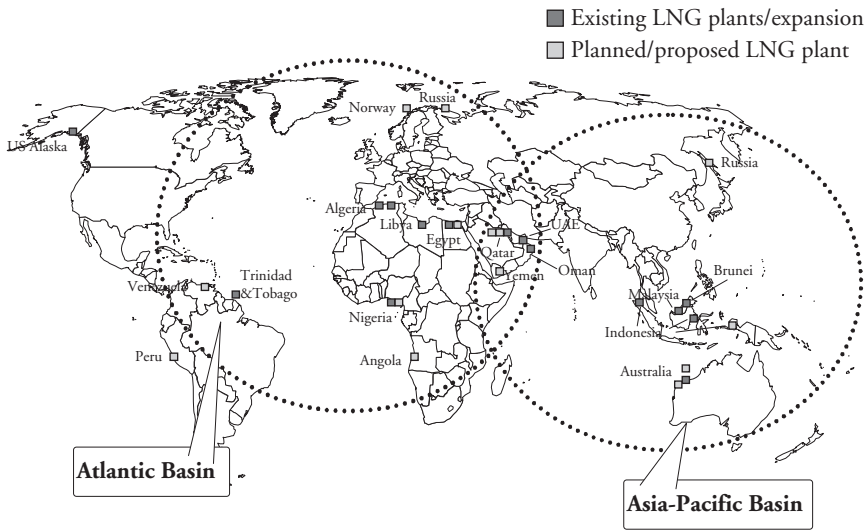 Existing LNG plants/expansion
Planned/proposed LNG plant
Norway
Russia
US Alaska
Russia
Algeria
Libya
Egypt
UAE
Qatar
Yemen
Oman
Venezuela
Trinidad
&Tobago
Brunei
Malaysia
Nigeria
Indonesia
Peru
Angola
Australia
Atlantic Basin
Asia-Pacific Basin